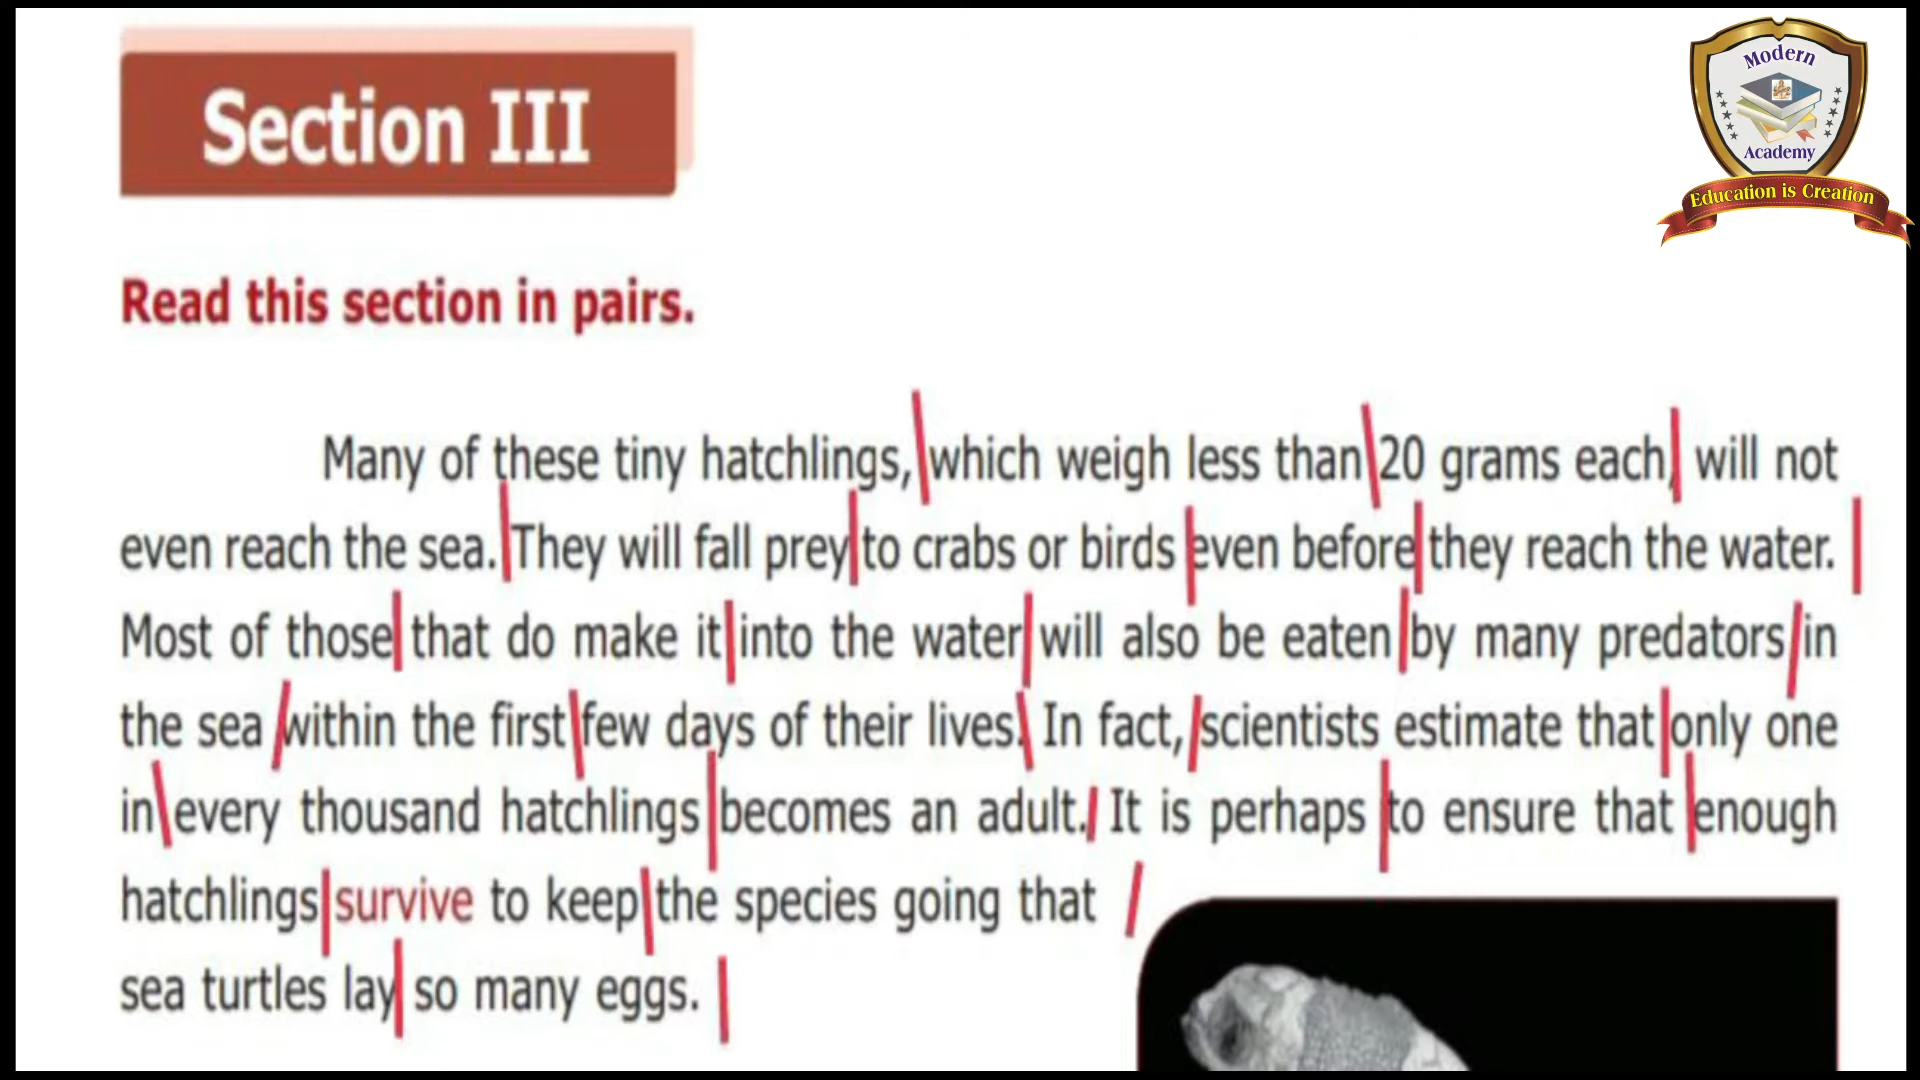 Section III
Modern
Academy
Education is Creation
Read this section in pairs.
Many of these tiny hatchlings, which weigh less than 20 grams each, will not
even reach the sea. They will fall prey to crabs or birds even before they reach the water.
Most of those that do make it into the water will also be eaten by many predators in
the sea within the first few days of their lives. In fact, scientists estimate that only one
in every thousand hatchlings becomes an adult. It is perhaps to ensure that enough
hatchlings survive to keep the species going that
sea turtles lay so many eggs.